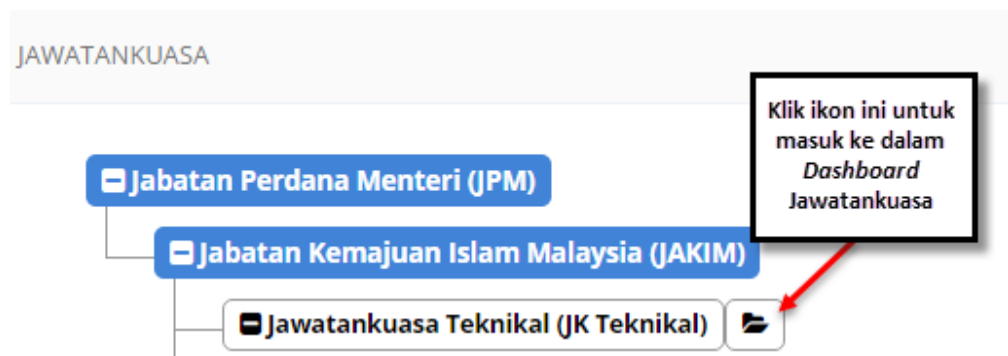 JAWATANKUASA
Klik ikon ini untuk
masuk ke dalam
Dashboard
Jawatankuasa
Jabatan Perdana Menteri (JPM)
Jabatan Kemajuan Islam Malaysia (JAKIM)
Jawatankuasa Teknikal (JK Teknikal)